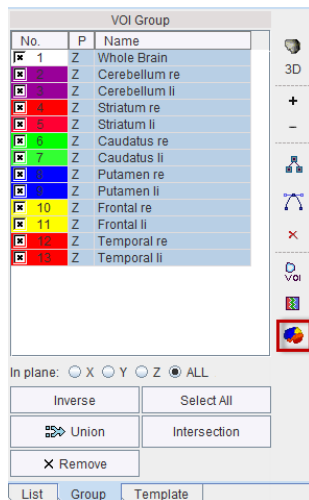 VOI Group
No. P Name
1 Z Whole Brain
2 Z Cerebellum re
3 Z Cerebellum li
4 Z Striatum re
5 Z Striatum li
6 Z Caudatus re
7 Z Caudatus li
8 Z Putamen re
9 Z Putamen li
10 Z Frontal re
11 Z Frontal li
12 Z Temporal re
13 Z Temporal li
3D
+
-
VOI
In plane: X Y Z ALL
Inverse Select All
Union Intersection
Remove
List Group Template